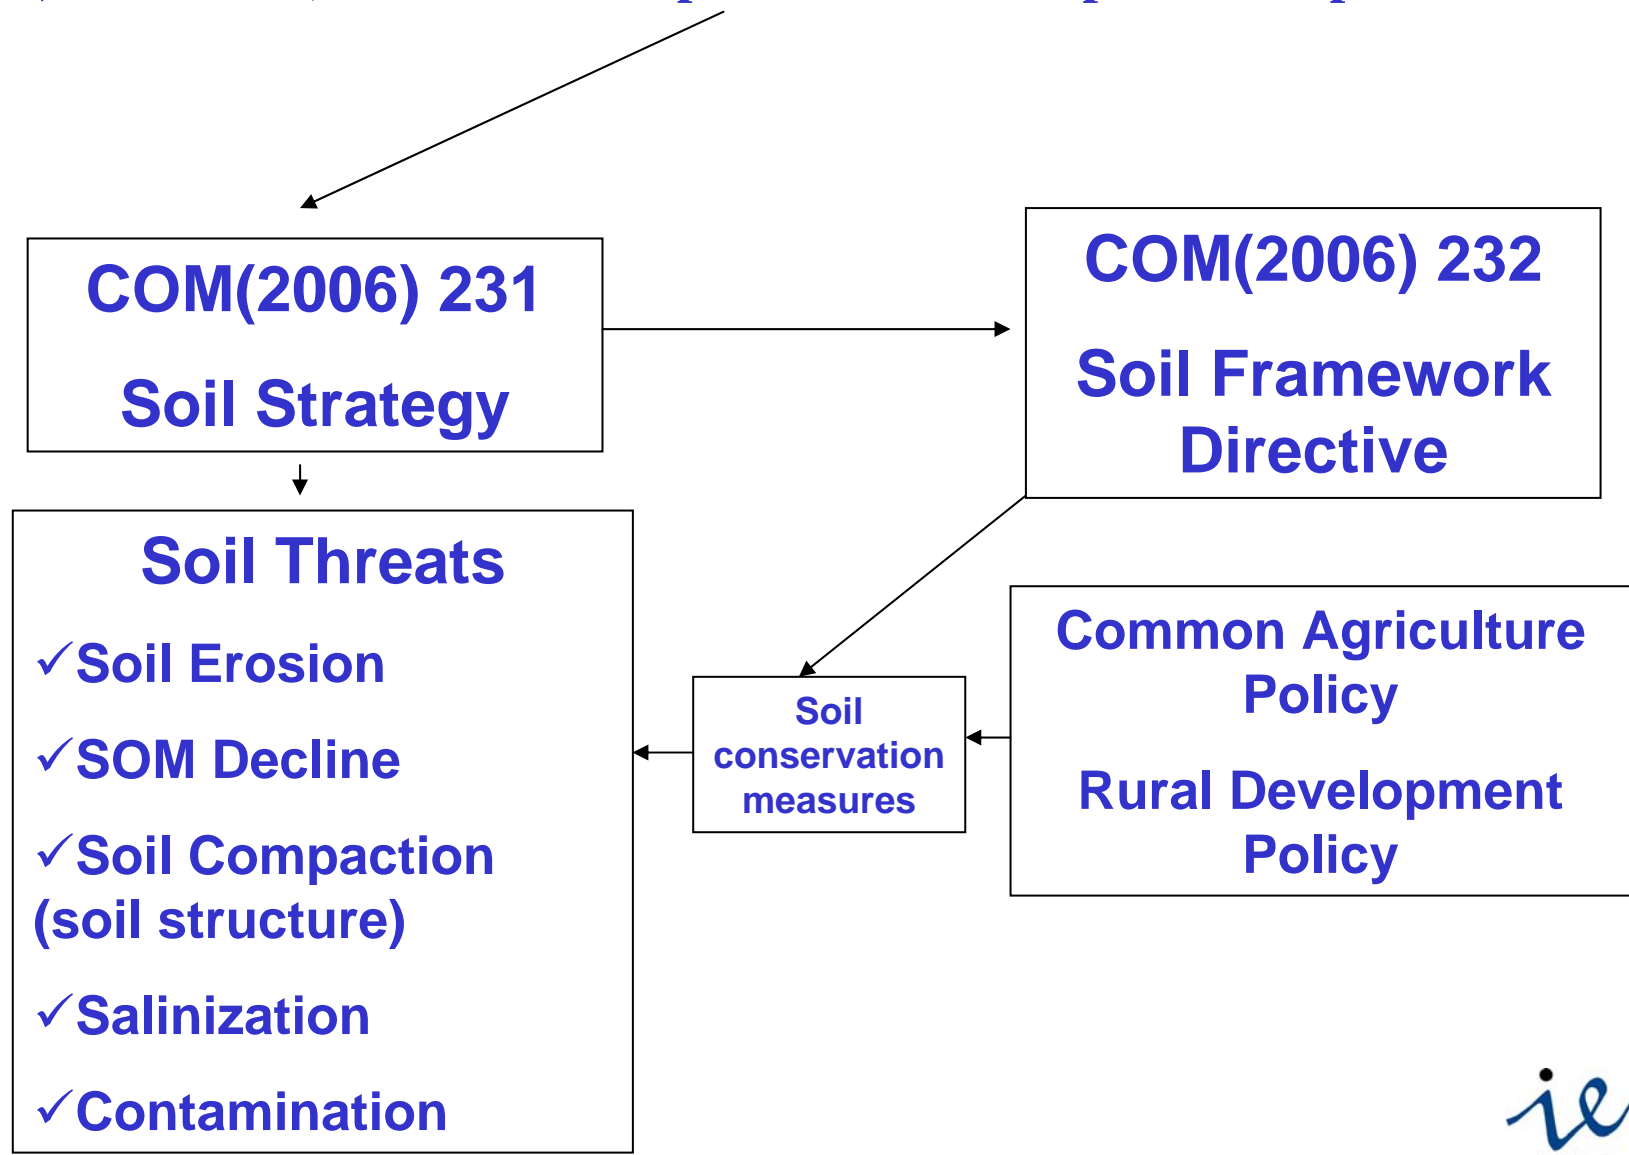 COM(2006) 231
Soil Strategy
COM(2006) 232
Soil Framework
Directive
Soil Threats
✓Soil Erosion
✓SOM Decline
✓Soil Compaction
(soil structure)
✓Salinization
✓Contamination
Soil
conservation
measures
Common Agriculture
Policy
Rural Development
Policy
ie